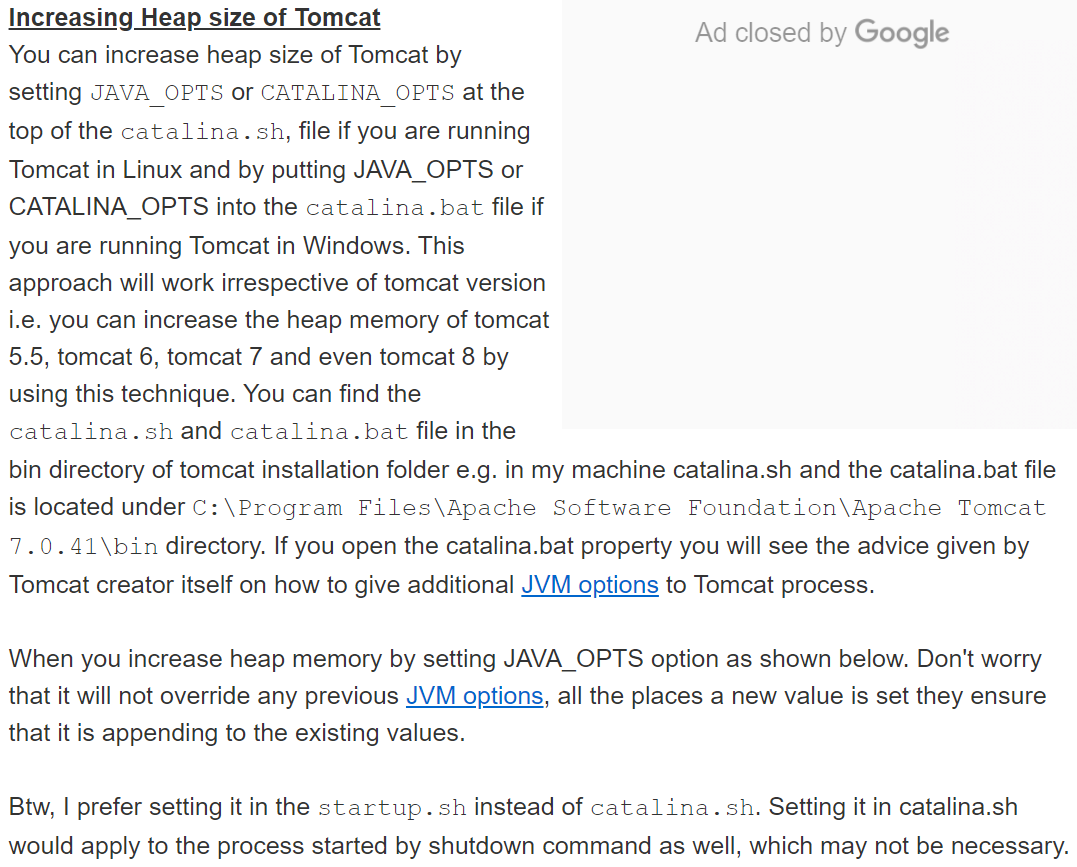 Increasing Heap size of Tomcat
You can increase heap size of Tomcat by
setting JAVA_OPTS or CATALINA_OPTS at the
top of the catalina.sh, file if you are running
Tomcat in Linux and by putting JAVA_OPTS or
CATALINA_OPTS into the catalina.bat file if
you are running Tomcat in Windows. This
approach will work irrespective of tomcat version
i.e. you can increase the heap memory of tomcat
5.5, tomcat 6, tomcat 7 and even tomcat 8 by
using this technique. You can find the
catalina.sh and catalina.bat file in the
bin directory of tomcat installation folder e.g. in my machine catalina.sh and the catalina.bat file
is located under C:\Program Files\Apache Software Foundation\Apache Tomcat
7.0.41\bin directory. If you open the catalina.bat property you will see the advice given by
Tomcat creator itself on how to give additional JVM options to Tomcat process.
When you increase heap memory by setting JAVA_OPTS option as shown below. Don't worry
that it will not override any previous JVM options, all the places a new value is set they ensure
that it is appending to the existing values.
Btw, I prefer setting it in the startup.sh instead of catalina.sh. Setting it in catalina.sh
would apply to the process started by shutdown command as well, which may not be necessary.
Ad closed by Google